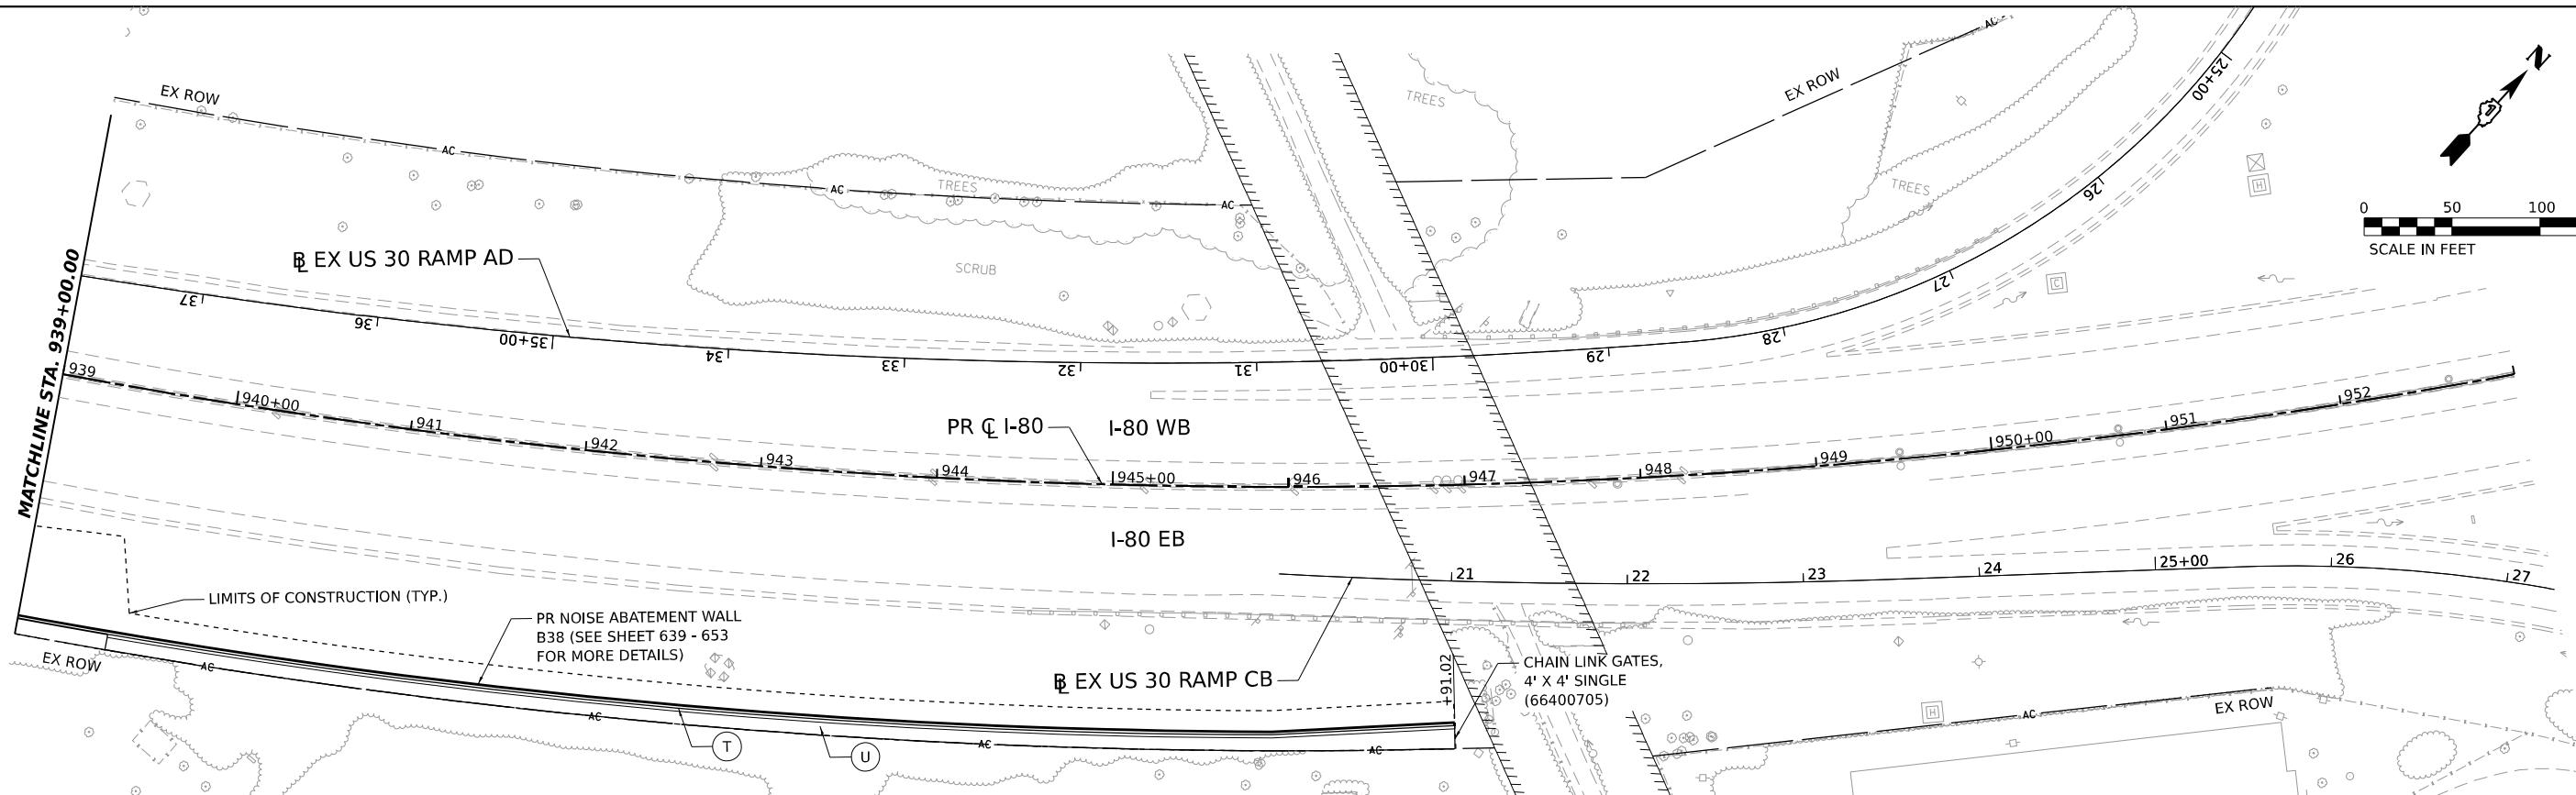 EX ROW
AC
AC
AC
TREES
TREES
EX ROW
AC
TREES
25+00
26
27
28
29
30+00
31
32
33
34
35+00
36
37
N
0 50 100
SCALE IN FEET
H
C
SCRUB
℄ EX US 30 RAMP AD
MATCHLINE STA. 939+00.00
939
940+00
941
942
943
944
945+00
946
947
948
949
950+00
951
952
PR ℄ I-80
I-80 WB
I-80 EB
21
22
23
24
25+00
26
27
LIMITS OF CONSTRUCTION (TYP.)
PR NOISE ABATEMENT WALL
B38 (SEE SHEET 639 - 653
FOR MORE DETAILS)
BL EX US 30 RAMP CB
+91.02
CHAIN LINK GATES,
4' X 4' SINGLE
(66400705)
EX ROW
AC
AC
AC
AC
T
U
H
AC
EX ROW